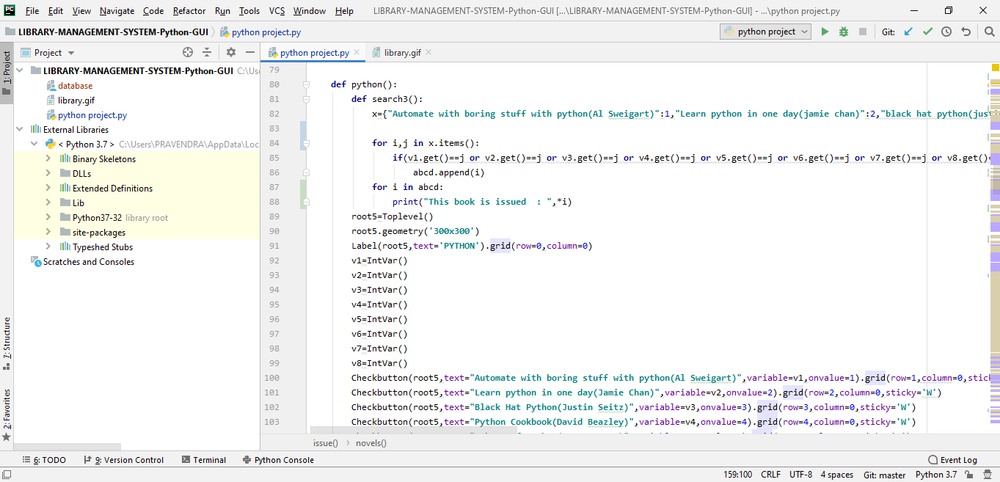 PC File Edit View Navigate Code Refactor Run Tools VCS Window Help LIBRARY-MANAGEMENT-SYSTEM-Python-GUI [...\LIBRARY-MANAGEMENT-SYSTEM-Python-GUI] - ...\python project.py
LIBRARY-MANAGEMENT-SYSTEM-Python-GUI python project.py python project Git:
Project python project.py library.gif
1: Project
LIBRARY-MANAGEMENT-SYSTEM-Python-GUI C:\Use
database
library.gif
python project.py
External Libraries
< Python 3.7 > C:\Users\PRAVENDRA\AppData\Loc
Binary Skeletons
DLLs
Extended Definitions
Lib
Python37-32 library root
site-packages
Typeshed Stubs
Scratches and Consoles
7: Structure
2: Favorites
79
80 def python():
81 def search3():
82 x={"Automate with boring stuff with python(Al Sweigart)":1,"Learn python in one day(jamie chan)":2,"black hat python(jus
83
84 for i,j in x.items():
85 if(v1.get()==j or v2.get()==j or v3.get()==j or v4.get()==j or v5.get()==j or v6.get()==j or v7.get()==j or v8.get()=
86 abcd.append(i)
87 for i in abcd:
88 print("This book is issued  : ",*i)
89 root5=Toplevel()
90 root5.geometry('300x300')
91 Label(root5,text='PYTHON').grid(row=0,column=0)
92 v1=IntVar()
93 v2=IntVar()
94 v3=IntVar()
95 v4=IntVar()
96 v5=IntVar()
97 v6=IntVar()
98 v7=IntVar()
99 v8=IntVar()
100 Checkbutton(root5,text="Automate with boring stuff with python(Al Sweigart)",variable=v1,onvalue=1).grid(row=1,column=0,stick
101 Checkbutton(root5,text="Learn python in one day(Jamie Chan)",variable=v2,onvalue=2).grid(row=2,column=0,sticky='W')
102 Checkbutton(root5,text="Black Hat Python(Justin Seitz)",variable=v3,onvalue=3).grid(row=3,column=0,sticky='W')
103 Checkbutton(root5,text="Python Cookbook(David Beazley)",variable=v4,onvalue=4).grid(row=4,column=0,sticky='W')
issue() novels()
6: TODO 9: Version Control Terminal Python Console Event Log
159:100 CRLF UTF-8 4 spaces Git: master Python 3.7